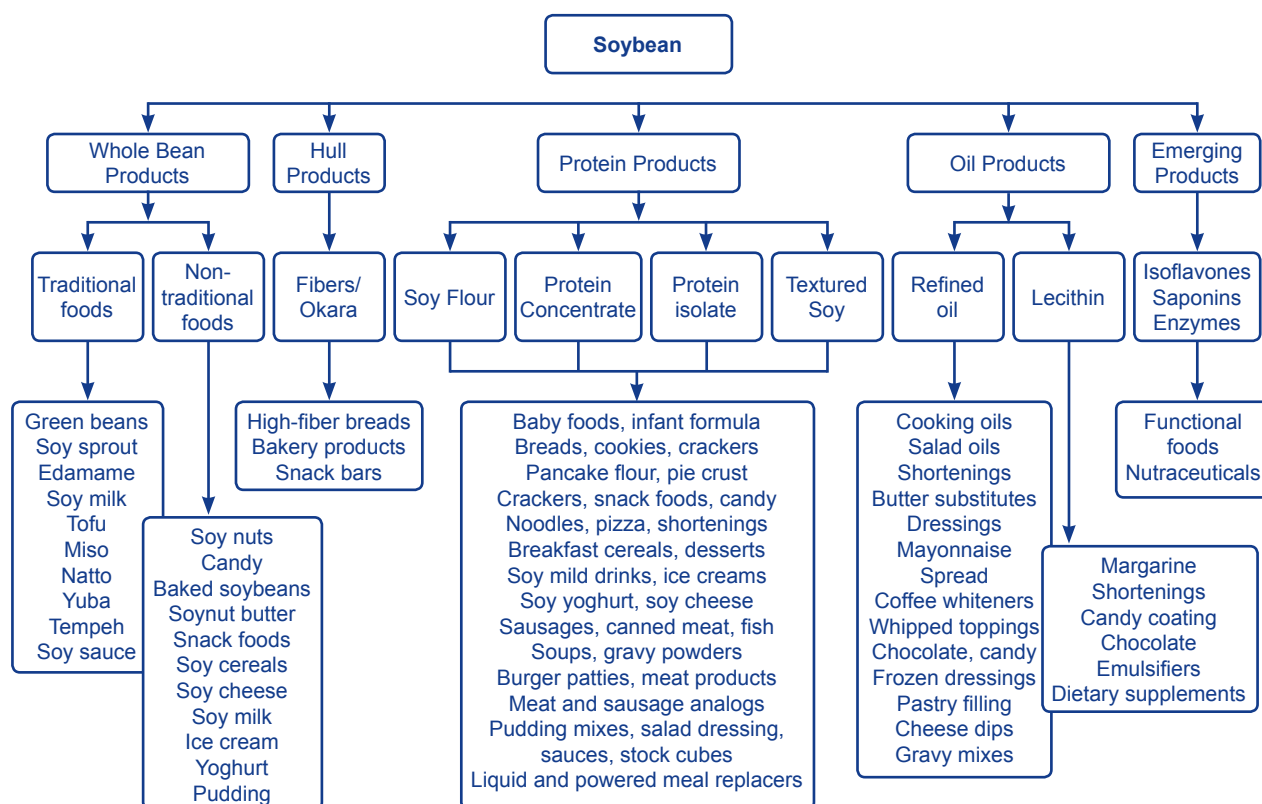 Soybean
Whole Bean
Products
Hull
Products
Protein Products
Oil Products
Emerging
Products
Traditional
foods
Non-
traditional
foods
Fibers/
Okara
Soy Flour
Protein
Concentrate
Protein
isolate
Textured
Soy
Refined
oil
Lecithin
Isoflavones
Saponins
Enzymes
Green beans
Soy sprout
Edamame
Soy milk
Tofu
Miso
Natto
Yuba
Tempeh
Soy sauce
Soy nuts
Candy
Baked soybeans
Soynut butter
Snack foods
Soy cereals
Soy cheese
Soy milk
Ice cream
Yoghurt
Pudding
High-fiber breads
Bakery products
Snack bars
Baby foods, infant formula
Breads, cookies, crackers
Pancake flour, pie crust
Crackers, snack foods, candy
Noodles, pizza, shortenings
Breakfast cereals, desserts
Soy mild drinks, ice creams
Soy yoghurt, soy cheese
Sausages, canned meat, fish
Soups, gravy powders
Burger patties, meat products
Meat and sausage analogs
Pudding mixes, salad dressing,
sauces, stock cubes
Liquid and powered meal replacers
Cooking oils
Salad oils
Shortenings
Butter substitutes
Dressings
Mayonnaise
Spread
Coffee whiteners
Whipped toppings
Chocolate, candy
Frozen dressings
Pastry filling
Cheese dips
Gravy mixes
Margarine
Shortenings
Candy coating
Chocolate
Emulsifiers
Dietary supplements
Functional
foods
Nutraceuticals